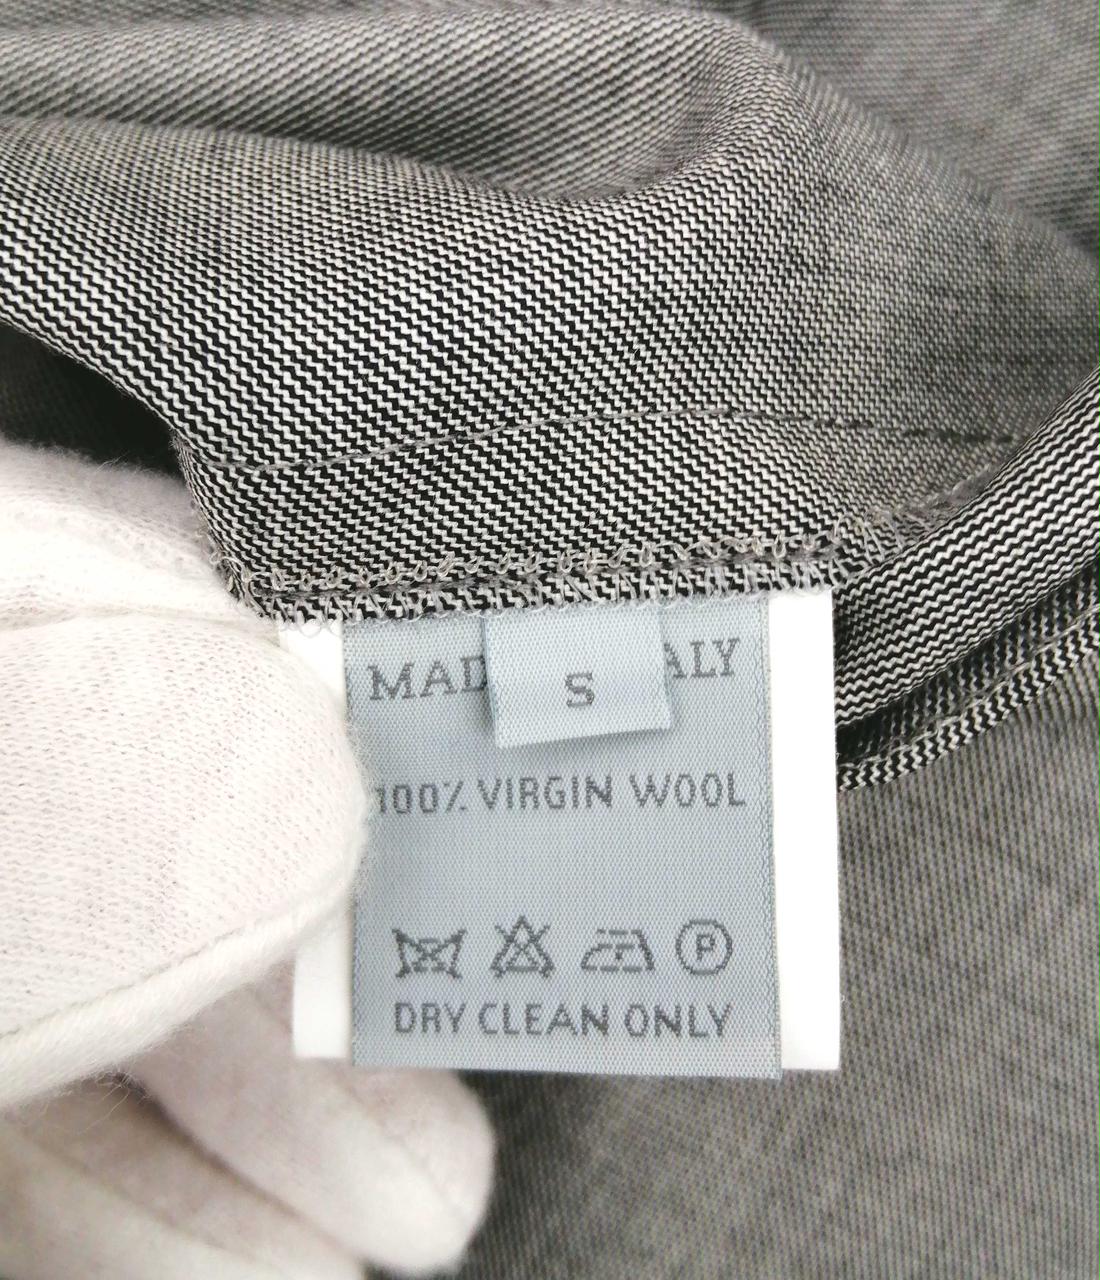 MAD ALY
S
100% VIRGIN WOOL
P
DRY CLEAN ONLY